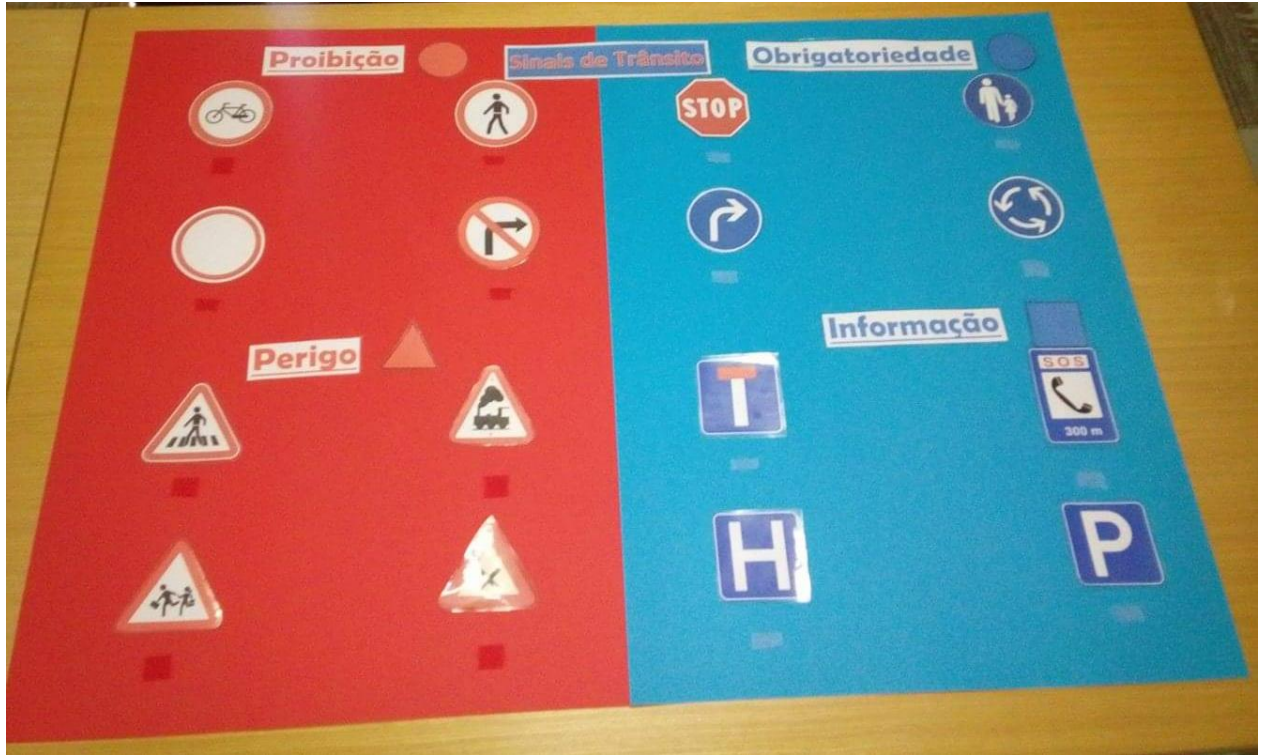 Proibição
Sinais de Trânsito
Obrigatoriedade
STOP
Perigo
Informação
SOS
300 m
H
P